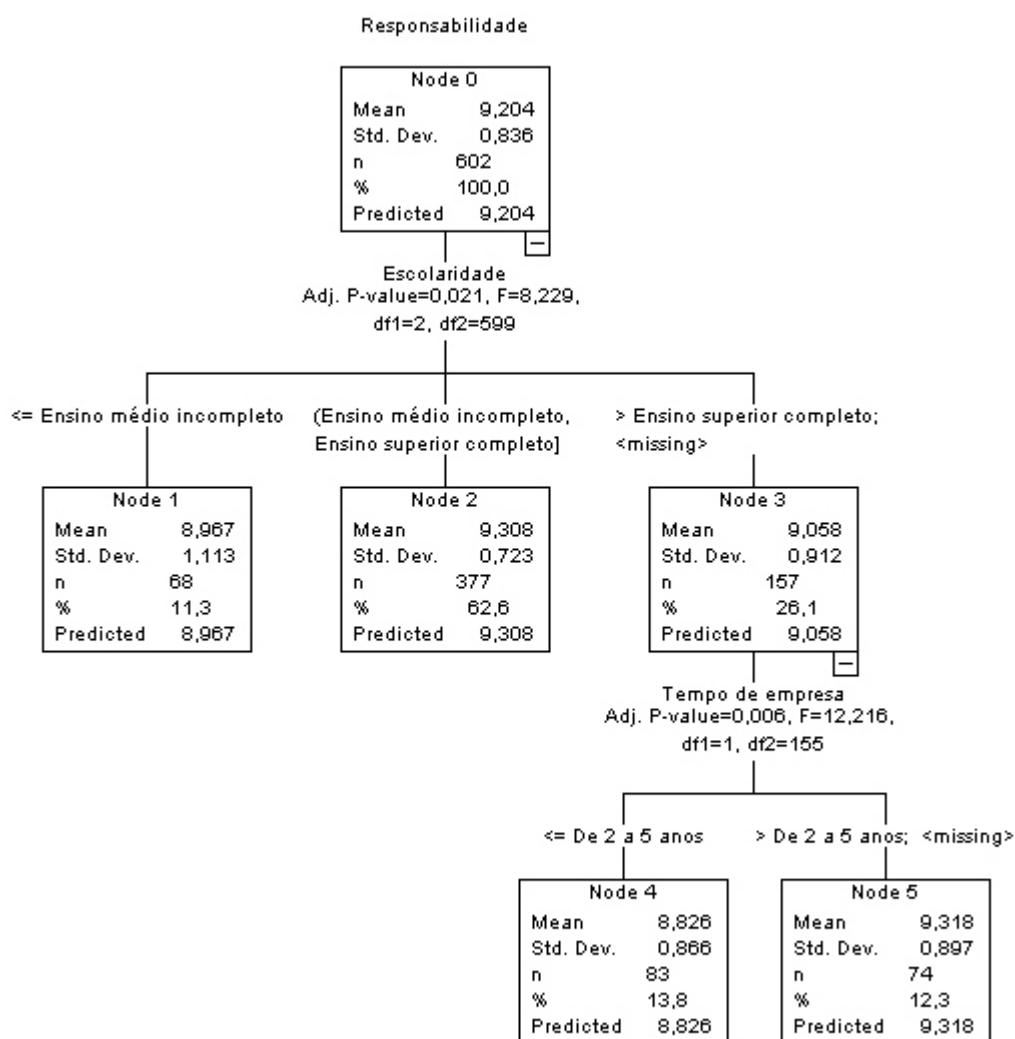 Responsabilidade
Node 0
Mean 9,204
Std. Dev. 0,836
n 602
% 100,0
Predicted 9,204
Escolaridade
Adj. P-value=0,021, F=8,229,
df1=2, df2=599
<= Ensino médio incompleto
(Ensino médio incompleto,
Ensino superior completo]
> Ensino superior completo;
<missing>
Node 1
Mean 8,967
Std. Dev. 1,113
n 68
% 11,3
Predicted 8,967
Node 2
Mean 9,308
Std. Dev. 0,723
n 377
% 62,6
Predicted 9,308
Node 3
Mean 9,058
Std. Dev. 0,912
n 157
% 26,1
Predicted 9,058
Tempo de empresa
Adj. P-value=0,006, F=12,216,
df1=1, df2=155
<= De 2 a 5 anos
> De 2 a 5 anos; <missing>
Node 4
Mean 8,826
Std. Dev. 0,866
n 83
% 13,8
Predicted 8,826
Node 5
Mean 9,318
Std. Dev. 0,897
n 74
% 12,3
Predicted 9,318